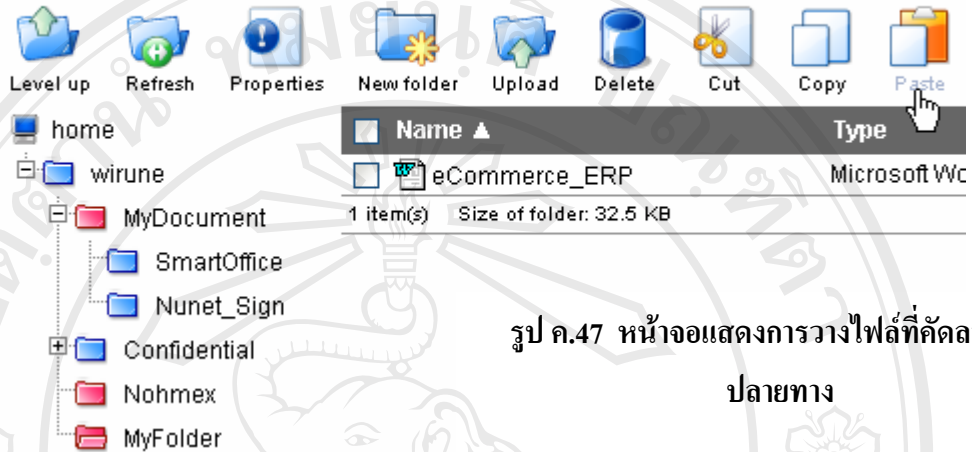 Level up Refresh Properties New folder Upload Delete Cut Copy Paste
home
wirune
MyDocument
SmartOffice
Nunet_Sign
Confidential
Nohmex
MyFolder
Name ▲ Type
eCommerce_ERP Microsoft Wo
1 item(s) Size of folder: 32.5 KB
รูป ค.47 หน้าจอแสดงการวางไฟล์ที่คัดล
ปลายทาง